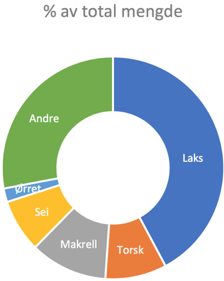 % av total mengde
Andre
Laks
Ørret
Sei
Makrell
Torsk